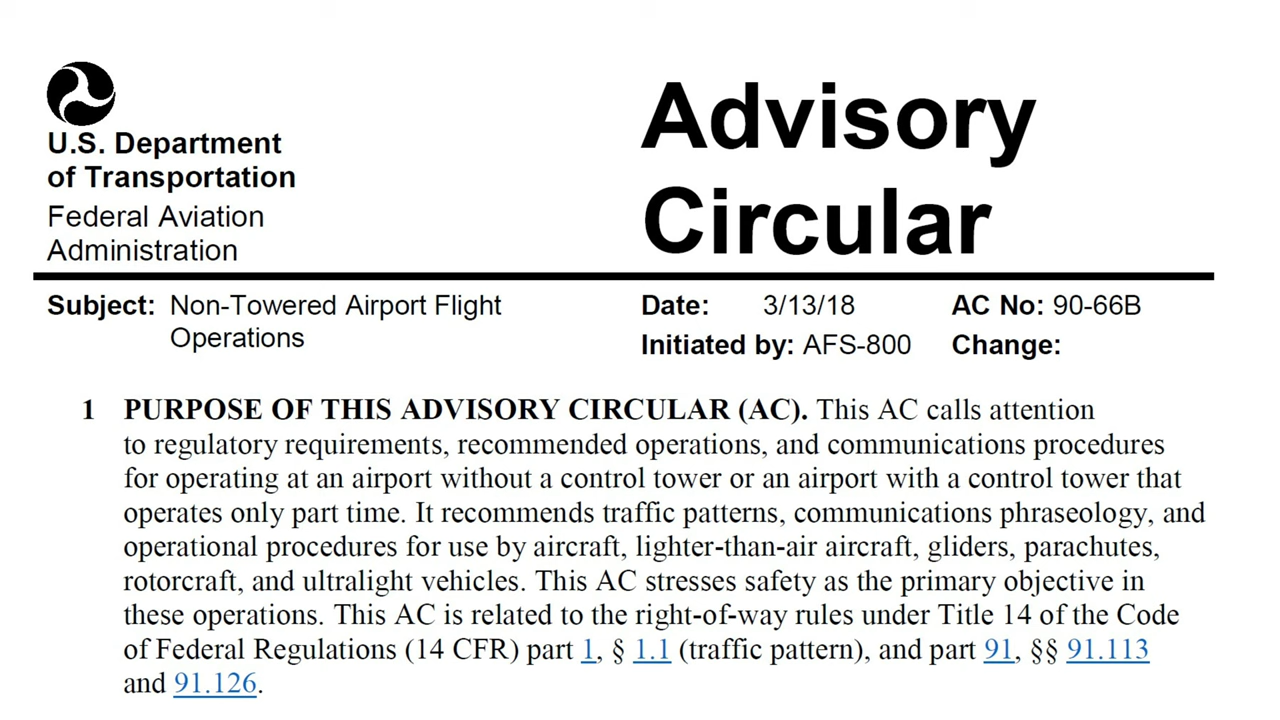 U.S. Department
of Transportation
Federal Aviation
Administration
Advisory
Circular
Subject: Non-Towered Airport Flight
Operations
Date: 3/13/18
Initiated by: AFS-800
AC No: 90-66B
Change:
1 PURPOSE OF THIS ADVISORY CIRCULAR (AC). This AC calls attention
to regulatory requirements, recommended operations, and communications procedures
for operating at an airport without a control tower or an airport with a control tower that
operates only part time. It recommends traffic patterns, communications phraseology, and
operational procedures for use by aircraft, lighter-than-air aircraft, gliders, parachutes,
rotorcraft, and ultralight vehicles. This AC stresses safety as the primary objective in
these operations. This AC is related to the right-of-way rules under Title 14 of the Code
of Federal Regulations (14 CFR) part 1, § 1.1 (traffic pattern), and part 91, §§ 91.113
and 91.126.